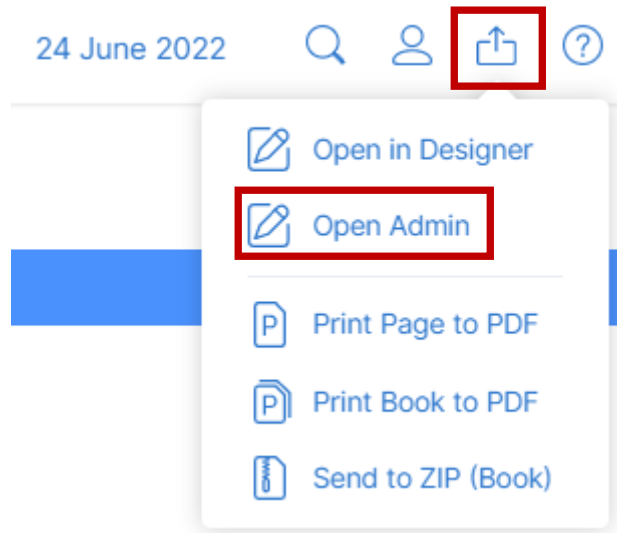 24 June 2022
Open in Designer
Open Admin
P Print Page to PDF
P Print Book to PDF
Send to ZIP (Book)